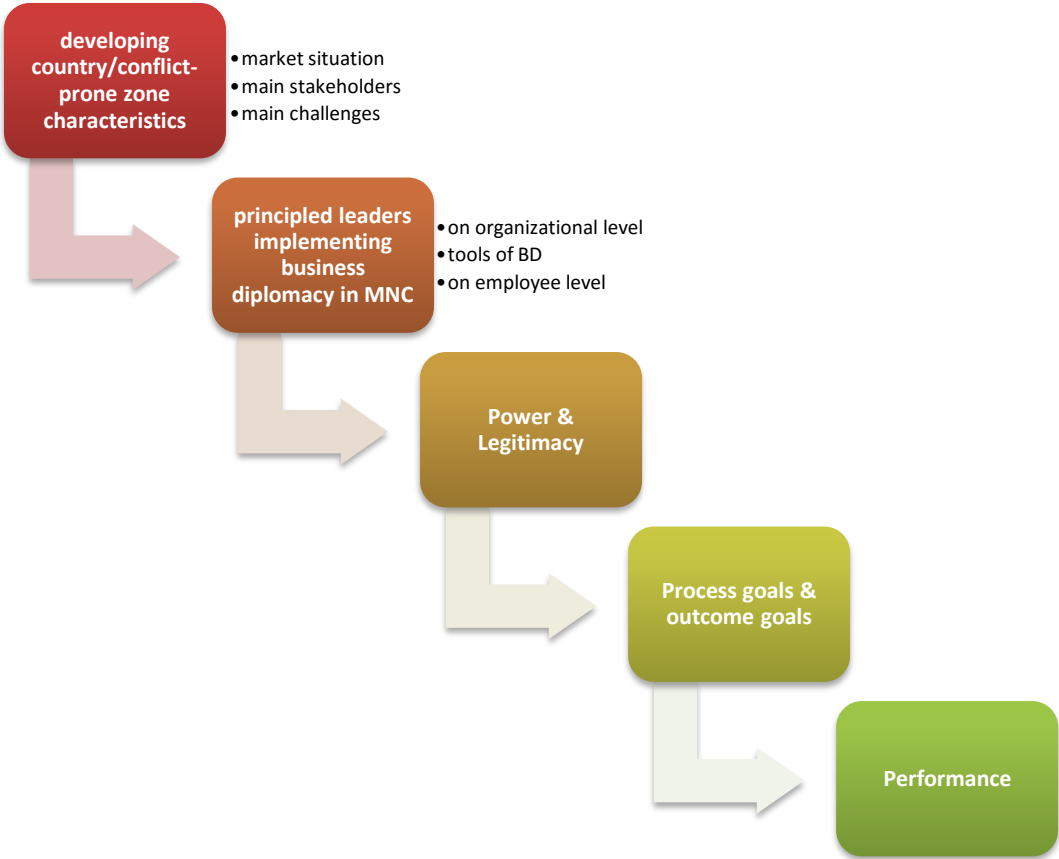 developing
country/conflict-
prone zone
characteristics
•market situation
•main stakeholders
•main challenges
principled leaders
implementing
business
diplomacy in MNC
•on organizational level
•tools of BD
•on employee level
Power &
Legitimacy
Process goals &
outcome goals
Performance